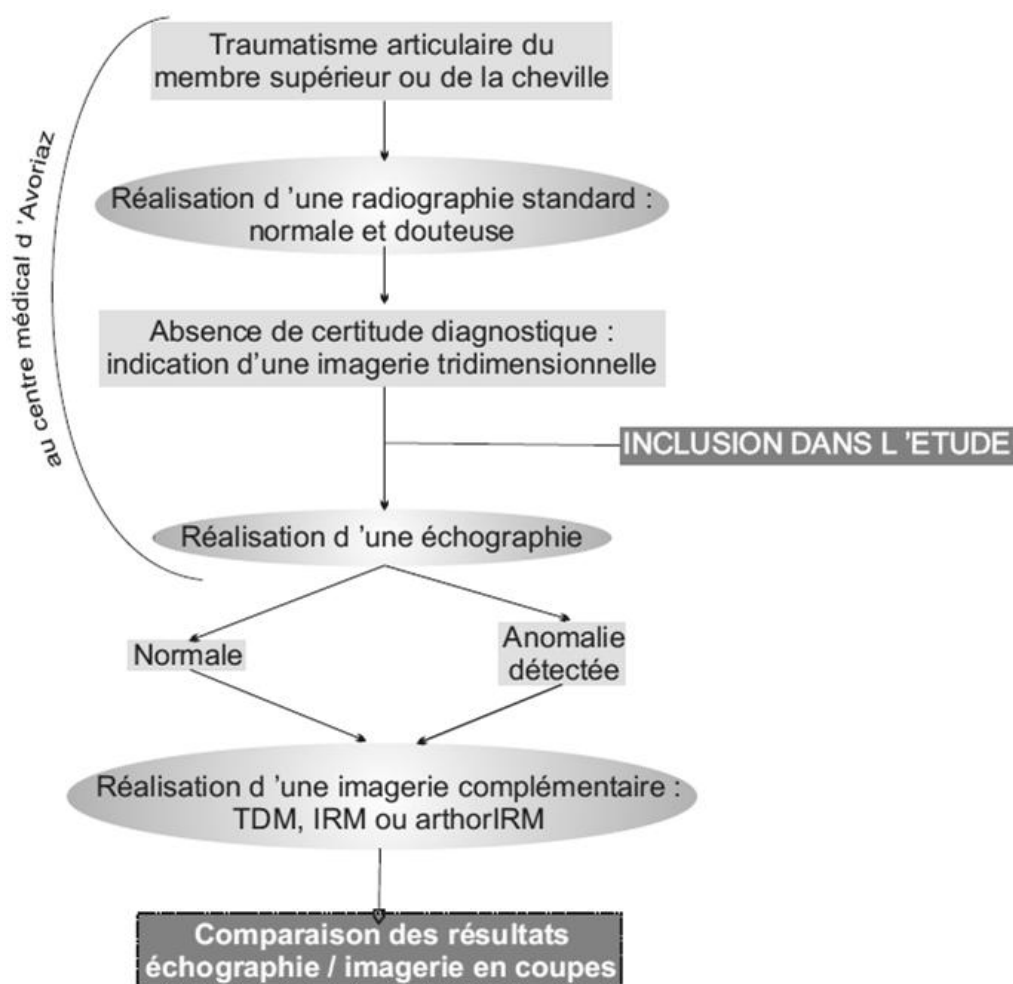 Traumatisme articulaire du
membre supérieur ou de la cheville
au centre médical d ’Avoriaz
Réalisation d ’une radiographie standard :
normale et douteuse
Absence de certitude diagnostique :
indication d’une imagerie tridimensionnelle
INCLUSION DANS L ’ETUDE
Réalisation d ’une échographie
Normale
Anomalie
détectée
Réalisation d ’une imagerie complémentaire :
TDM, IRM ou arthorIRM
Comparaison des résultats
échographie / imagerie en coupes